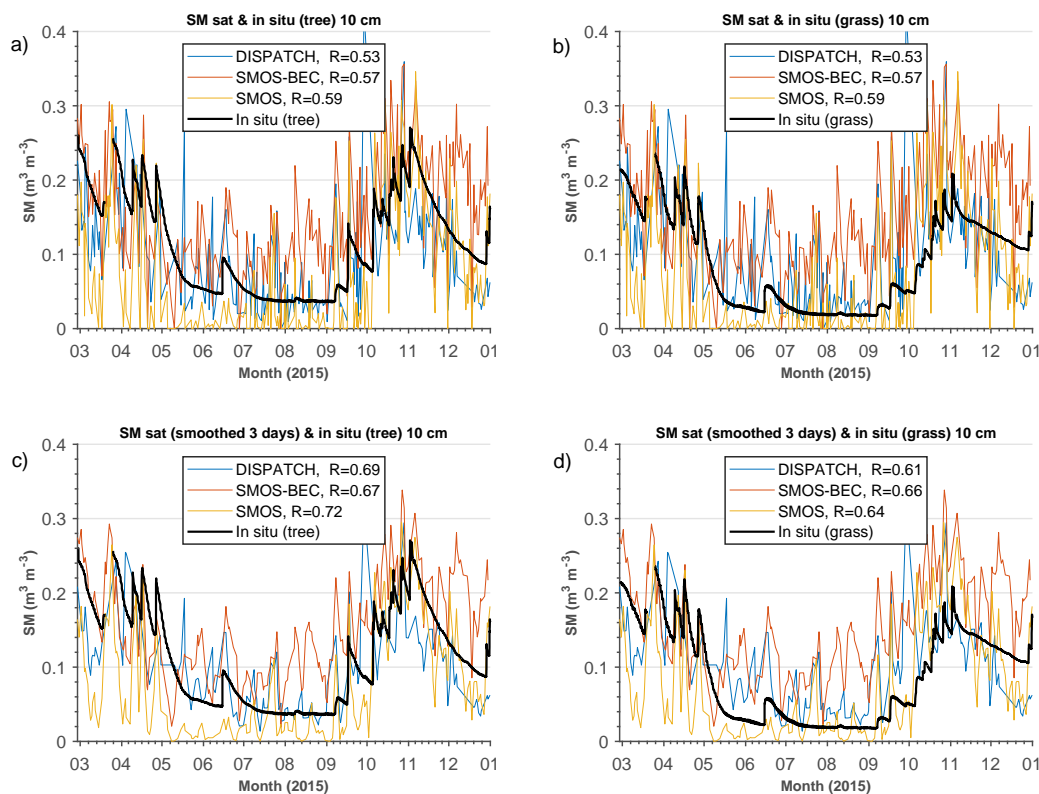 a)
SM sat & in situ (tree) 10 cm
DISPATCH, R=0.53
SMOS-BEC, R=0.57
SMOS, R=0.59
In situ (tree)
SM (m³ m⁻³)
0.4
0.3
0.2
0.1
0
03 04 05 06 07 08 09 10 11 12 01
Month (2015)
b)
SM sat & in situ (grass) 10 cm
DISPATCH, R=0.53
SMOS-BEC, R=0.57
SMOS, R=0.59
In situ (grass)
SM (m³ m⁻³)
0.4
0.3
0.2
0.1
0
03 04 05 06 07 08 09 10 11 12 01
Month (2015)
c)
SM sat (smoothed 3 days) & in situ (tree) 10 cm
DISPATCH, R=0.69
SMOS-BEC, R=0.67
SMOS, R=0.72
In situ (tree)
SM (m³ m⁻³)
0.4
0.3
0.2
0.1
0
03 04 05 06 07 08 09 10 11 12 01
Month (2015)
d)
SM sat (smoothed 3 days) & in situ (grass) 10 cm
DISPATCH, R=0.61
SMOS-BEC, R=0.66
SMOS, R=0.64
In situ (grass)
SM (m³ m⁻³)
0.4
0.3
0.2
0.1
0
03 04 05 06 07 08 09 10 11 12 01
Month (2015)